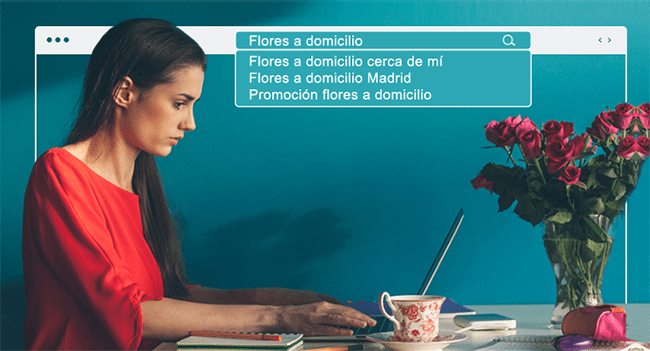 Flores a domicilio
Flores a domicilio cerca de mí
Flores a domicilio Madrid
Promoción flores a domicilio